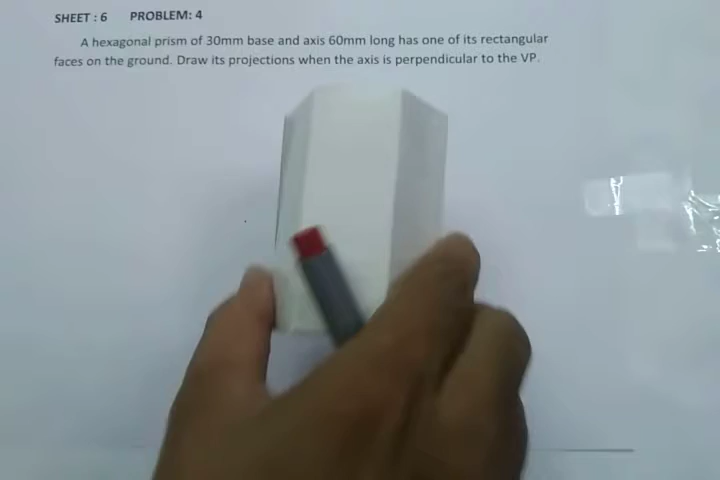 SHEET : 6 PROBLEM: 4
A hexagonal prism of 30mm base and axis 60mm long has one of its rectangular
faces on the ground. Draw its projections when the axis is perpendicular to the VP.